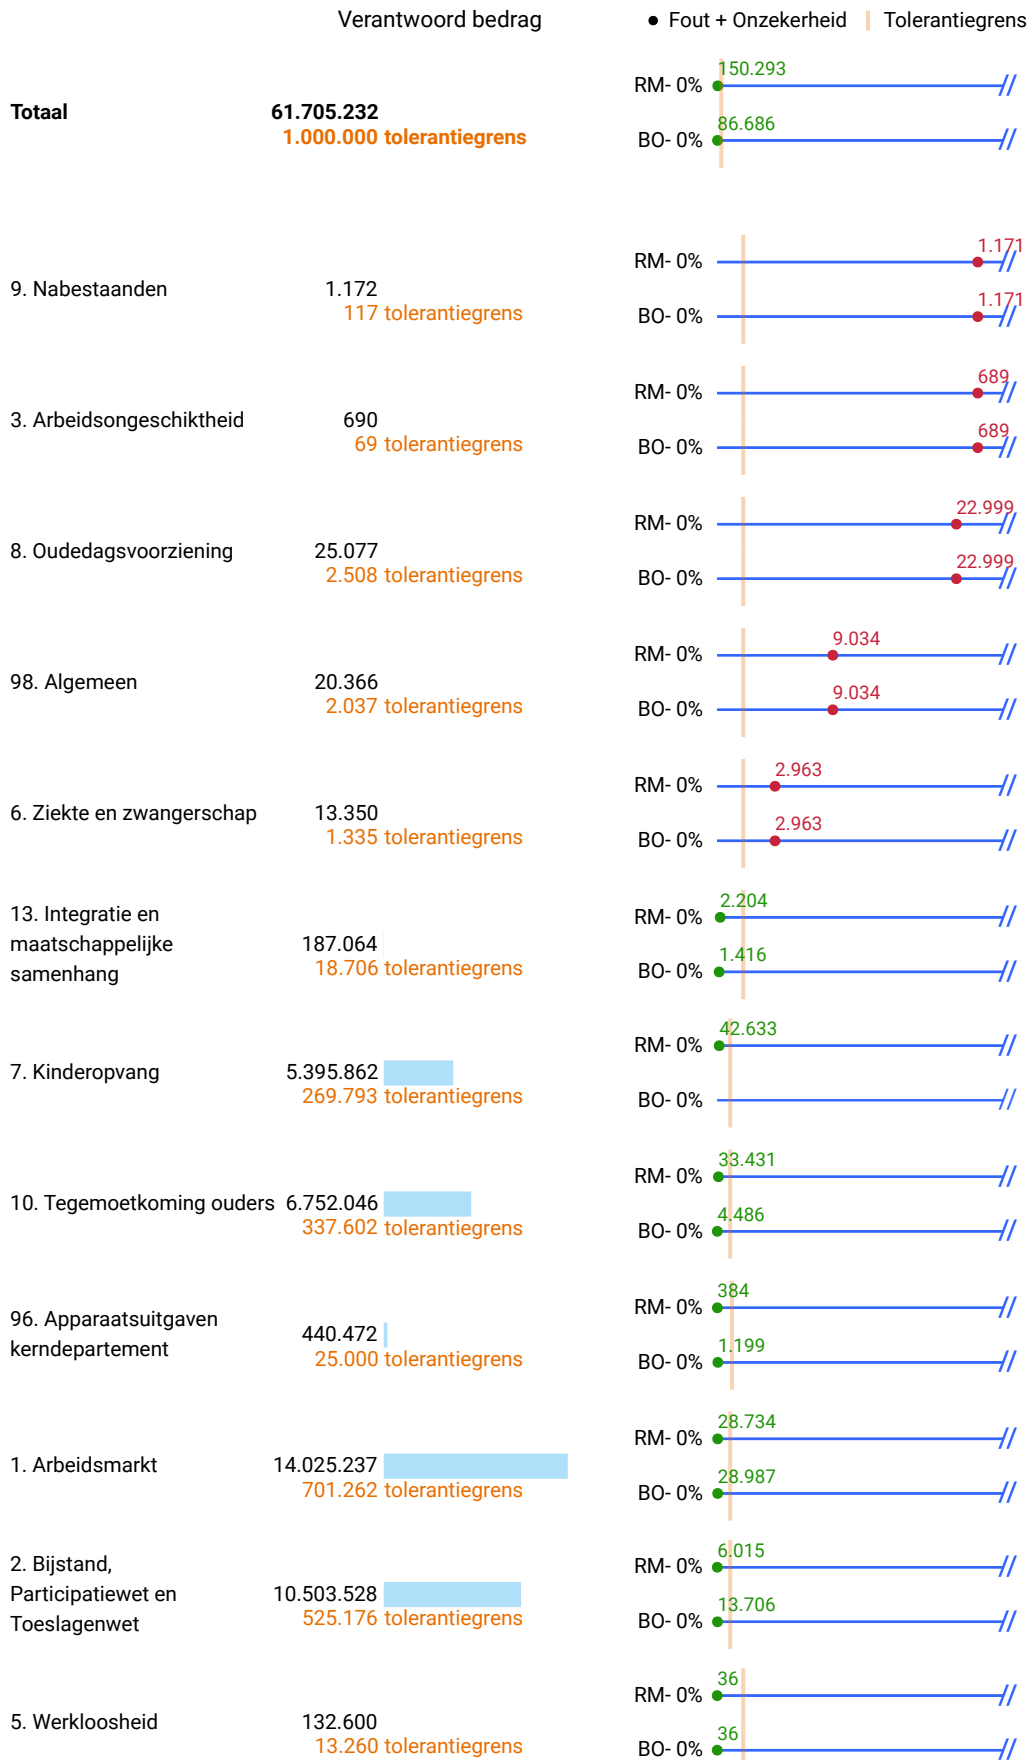 Verantwoord bedrag
Fout + Onzekerheid
Tolerantiegrens
Totaal
61.705.232
1.000.000 tolerantiegrens
RM- 0%
150.293
BO- 0%
86.686
9. Nabestaanden
1.172
117 tolerantiegrens
RM- 0%
1.171
BO- 0%
1.171
3. Arbeidsongeschiktheid
690
69 tolerantiegrens
RM- 0%
689
BO- 0%
689
8. Oudedagsvoorziening
25.077
2.508 tolerantiegrens
RM- 0%
22.999
BO- 0%
22.999
98. Algemeen
20.366
2.037 tolerantiegrens
RM- 0%
9.034
BO- 0%
9.034
6. Ziekte en zwangerschap
13.350
1.335 tolerantiegrens
RM- 0%
2.963
BO- 0%
2.963
13. Integratie en
maatschappelijke
samenhang
187.064
18.706 tolerantiegrens
RM- 0%
2.204
BO- 0%
1.416
7. Kinderopvang
5.395.862
269.793 tolerantiegrens
RM- 0%
42.633
BO- 0%
10. Tegemoetkoming ouders
6.752.046
337.602 tolerantiegrens
RM- 0%
33.431
BO- 0%
4.486
96. Apparaatsuitgaven
kerndepartement
440.472
25.000 tolerantiegrens
RM- 0%
384
BO- 0%
1.199
1. Arbeidsmarkt
14.025.237
701.262 tolerantiegrens
RM- 0%
28.734
BO- 0%
28.987
2. Bijstand,
Participatiewet en
Toeslagenwet
10.503.528
525.176 tolerantiegrens
RM- 0%
6.015
BO- 0%
13.706
5. Werkloosheid
132.600
13.260 tolerantiegrens
RM- 0%
36
BO- 0%
36